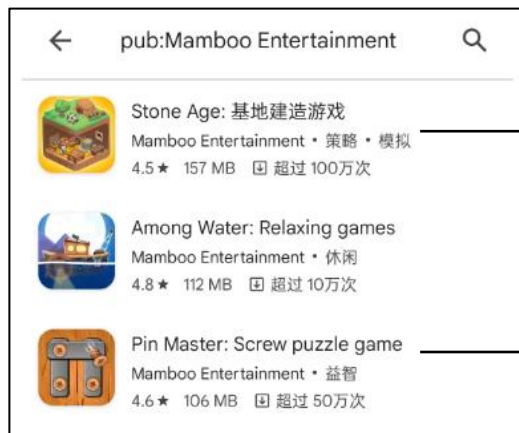 pub:Mamboo Entertainment
Stone Age: 基地建造游戏
Mamboo Entertainment • 策略 • 模拟
4.5★ 157 MB 超过 100万次
Among Water: Relaxing games
Mamboo Entertainment • 休闲
4.8★ 112 MB 超过 10万次
Pin Master: Screw puzzle game
Mamboo Entertainment • 益智
4.6★ 106 MB 超过 50万次